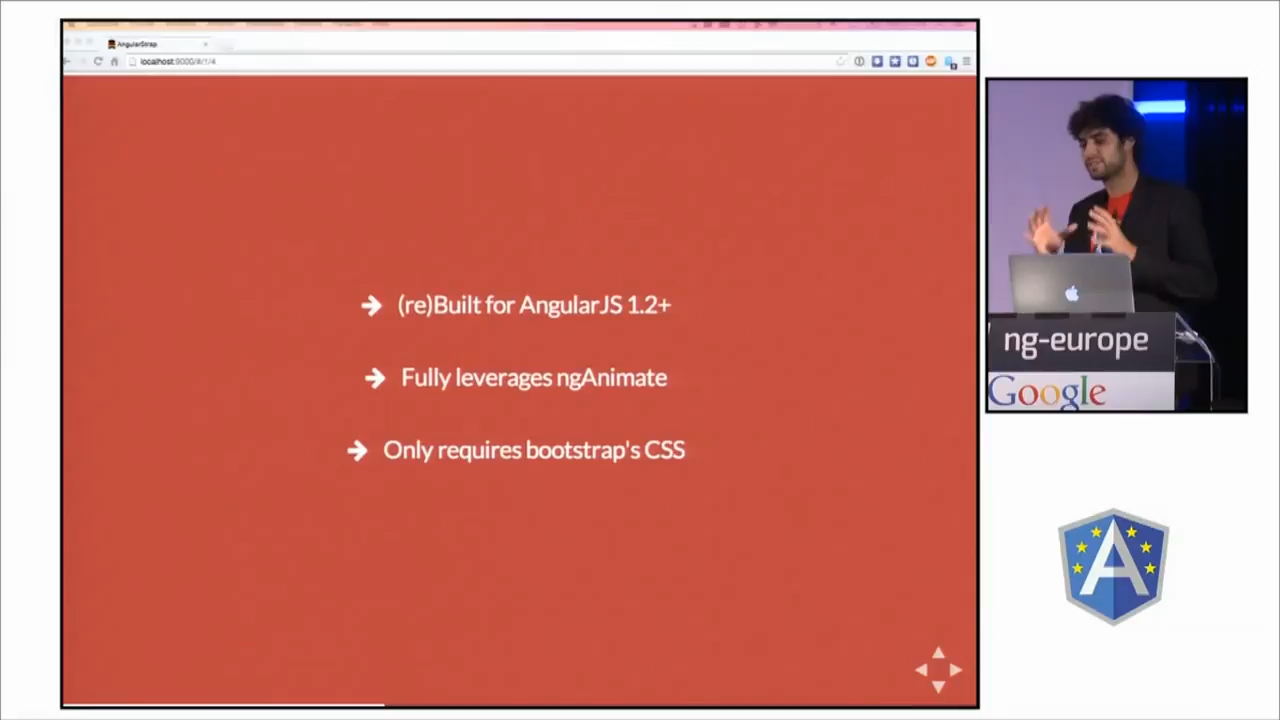 AngularStrap
localhost:9000/#/1/4
(re)Built for AngularJS 1.2+
Fully leverages ngAnimate
Only requires bootstrap's CSS
ng-europe
Google